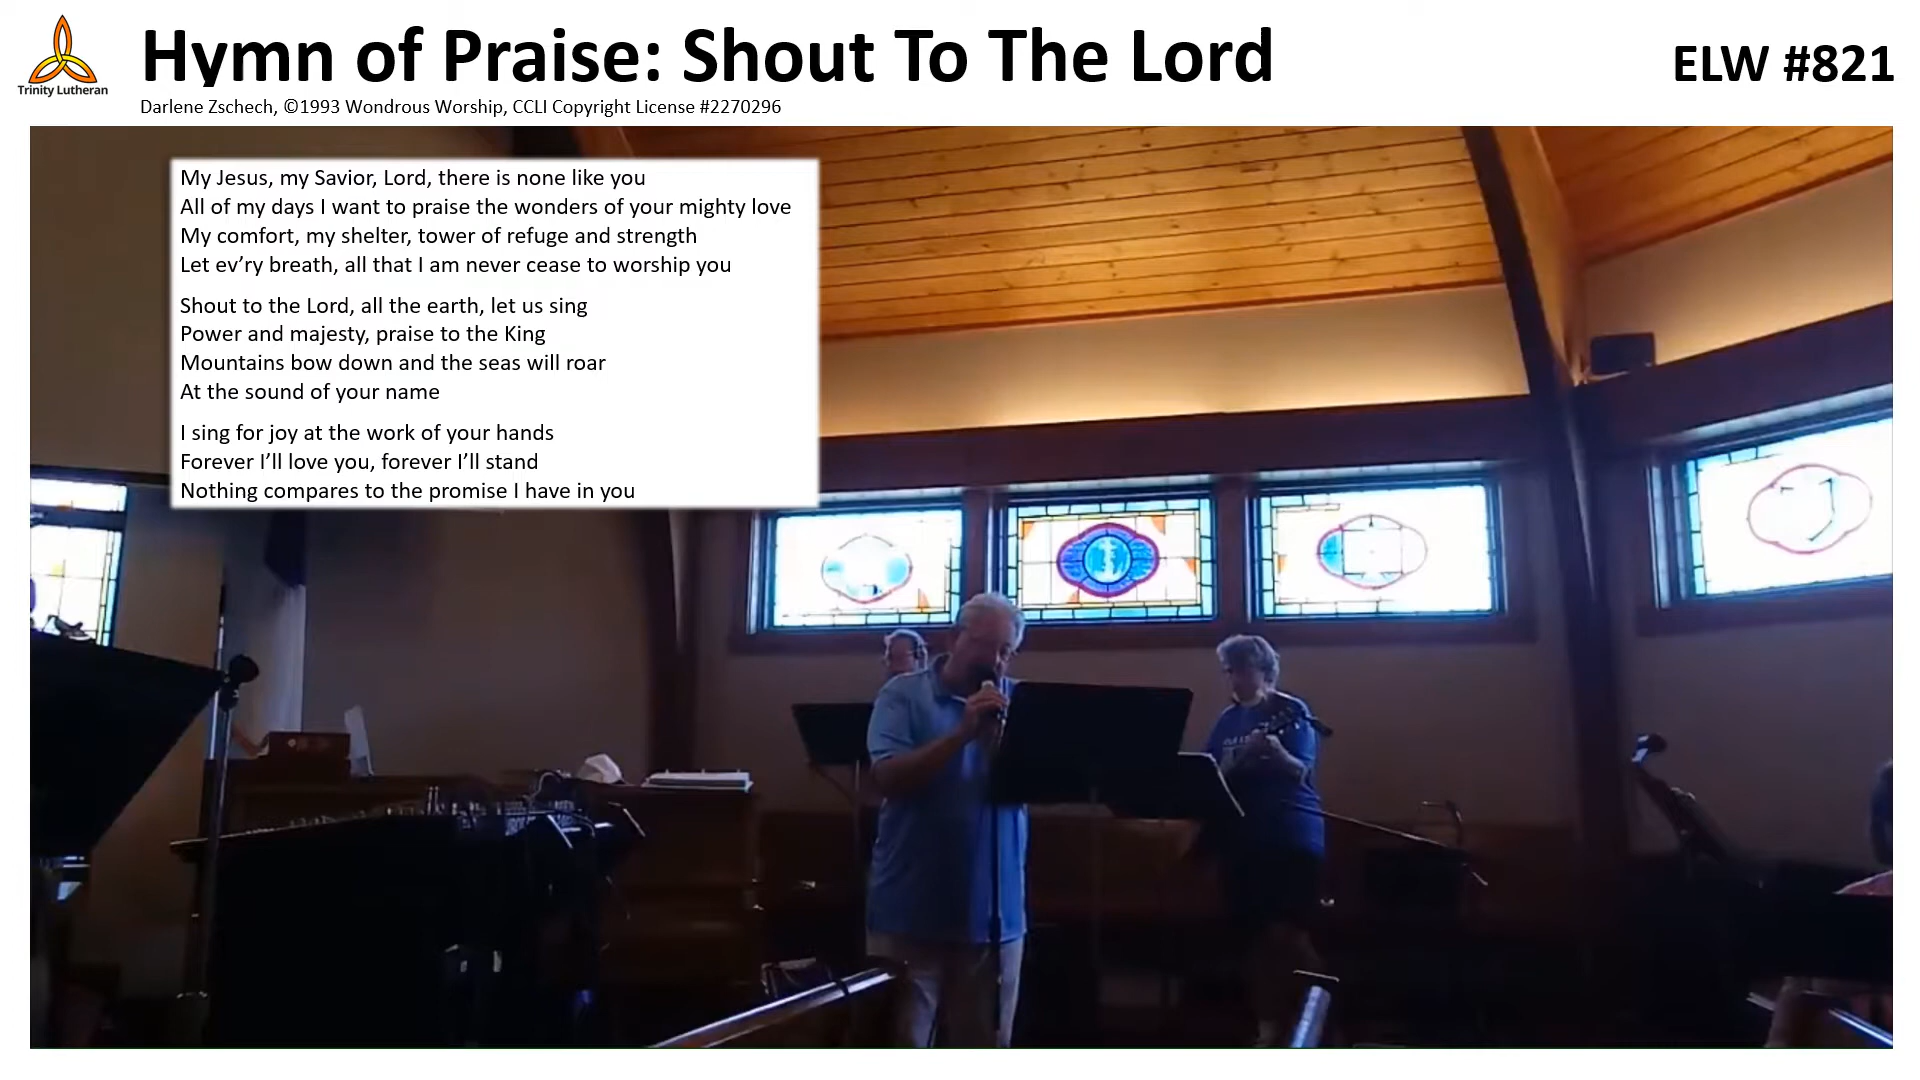 Trinity Lutheran
Hymn of Praise: Shout To The Lord
ELW #821
Darlene Zschech, ©1993 Wondrous Worship, CCLI Copyright License #2270296
My Jesus, my Savior, Lord, there is none like you
All of my days I want to praise the wonders of your mighty love
My comfort, my shelter, tower of refuge and strength
Let ev’ry breath, all that I am never cease to worship you
Shout to the Lord, all the earth, let us sing
Power and majesty, praise to the King
Mountains bow down and the seas will roar
At the sound of your name
I sing for joy at the work of your hands
Forever I’ll love you, forever I’ll stand
Nothing compares to the promise I have in you